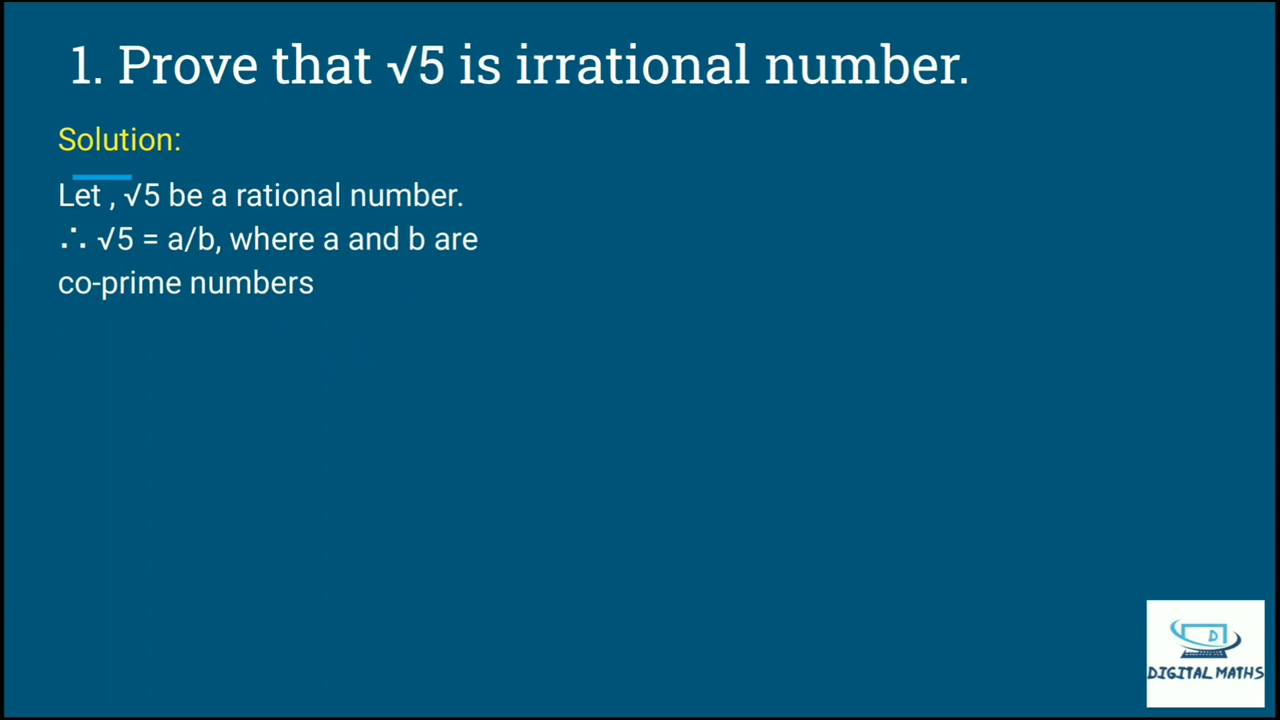 1. Prove that √5 is irrational number.
Solution:
Let , √5 be a rational number.
∴ √5 = a/b, where a and b are
co-prime numbers
D
DIGITAL MATHS